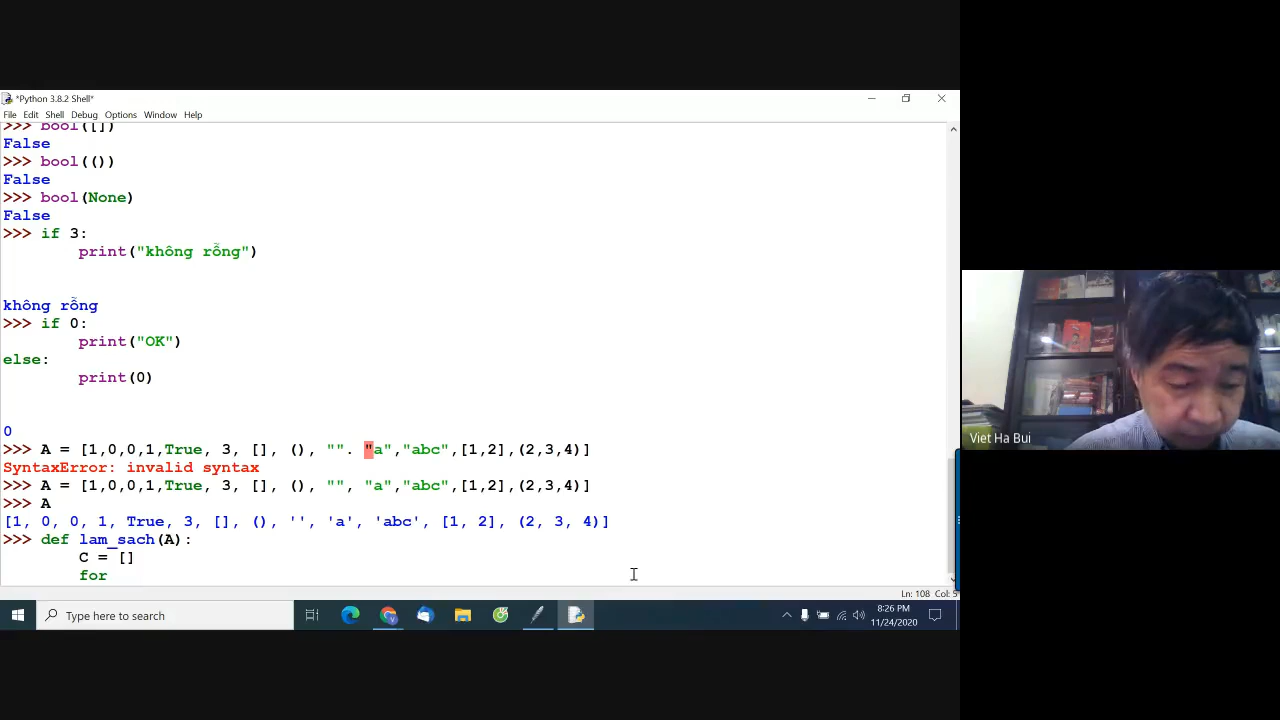 *Python 3.8.2 Shell*
File Edit Shell Debug Options Window Help
>>> bool([])
False
>>> bool(())
False
>>> bool(None)
False
>>> if 3:
print("không rỗng")
không rỗng
>>> if 0:
print("OK")
else:
print(0)
0
>>> A = [1,0,0,1,True, 3, [], (), "". "a","abc",[1,2],(2,3,4)]
SyntaxError: invalid syntax
>>> A = [1,0,0,1,True, 3, [], (), "", "a","abc",[1,2],(2,3,4)]
>>> A
[1, 0, 0, 1, True, 3, [], (), '', 'a', 'abc', [1, 2], (2, 3, 4)]
>>> def lam_sach(A):
C = []
for
Ln: 108 Col: 5
Type here to search
8:26 PM
11/24/2020
Viet Ha Bui